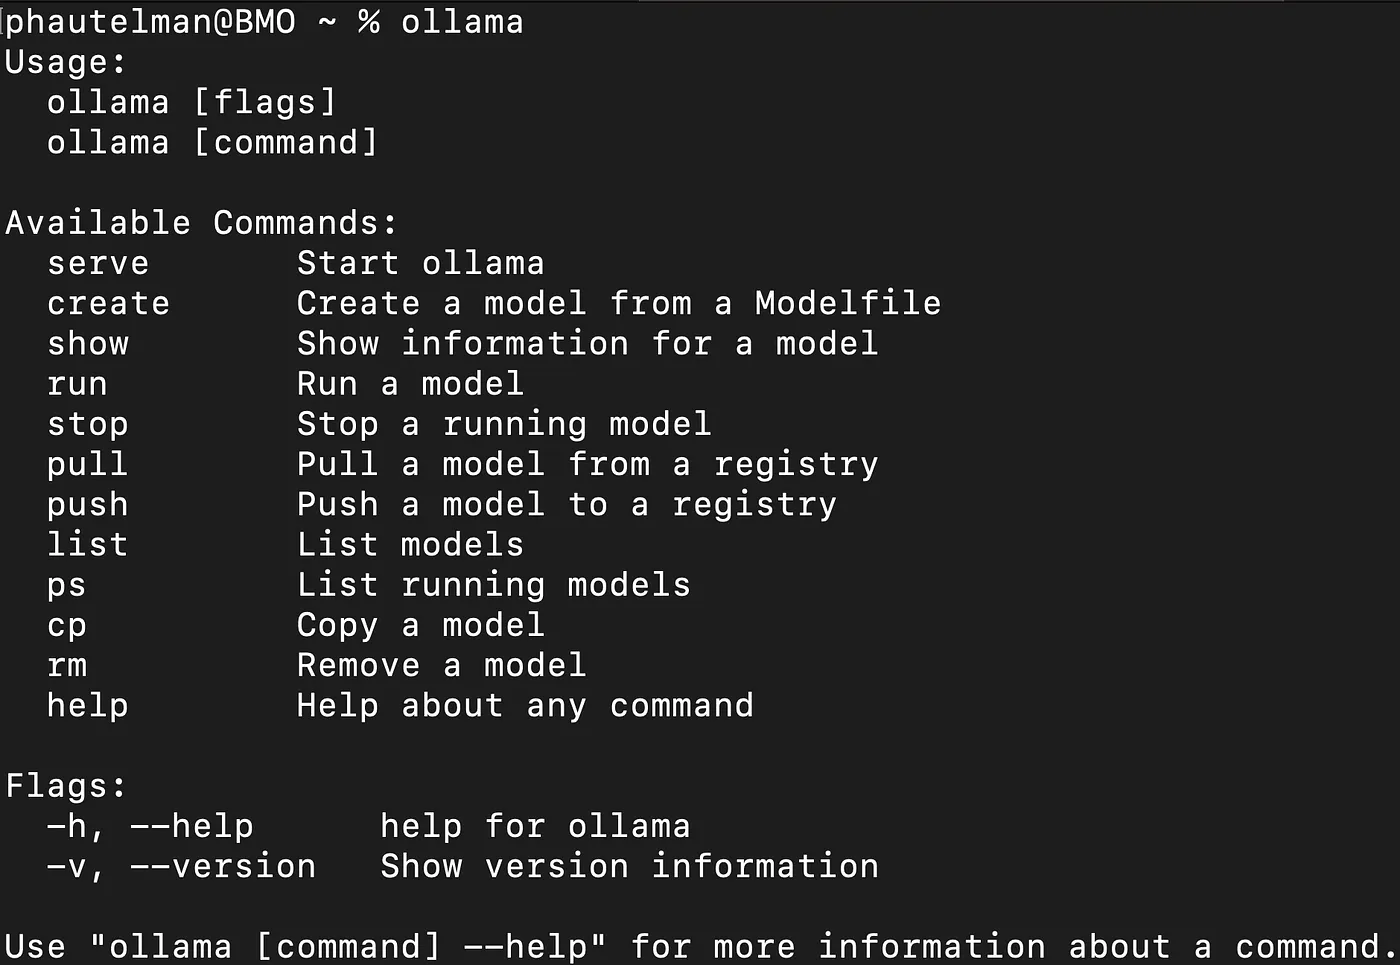 phautelman@BMO ~ % ollama
Usage:
  ollama [flags]
  ollama [command]

Available Commands:
  serve       Start ollama
  create      Create a model from a Modelfile
  show        Show information for a model
  run         Run a model
  stop        Stop a running model
  pull        Pull a model from a registry
  push        Push a model to a registry
  list        List models
  ps          List running models
  cp          Copy a model
  rm          Remove a model
  help        Help about any command

Flags:
  -h, --help      help for ollama
  -v, --version   Show version information

Use "ollama [command] --help" for more information about a command.